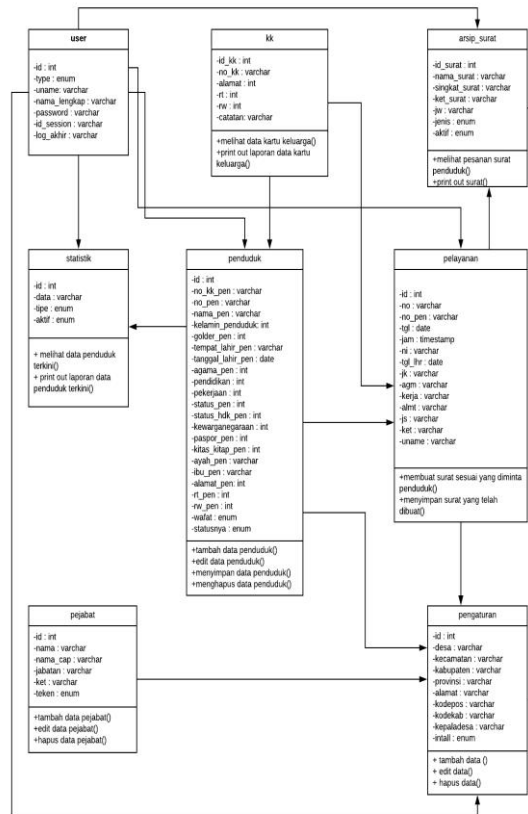 user
-id : int
-type : enum
-uname: varchar
-nama_lengkap : varchar
-password : varchar
-id_session : varchar
-log_akhir : varchar
kk
-id_kk : int
-no_kk : varchar
-alamat : int
-rt : int
-rw : int
-catatan: varchar
+melihat data kartu keluarga()
+print out laporan data kartu
keluarga()
arsip_surat
-id_surat : int
-nama_surat : varchar
-singkat_surat : varchar
-ket_surat : varchar
-jw : varchar
-jenis : enum
-aktif : enum
+melihat pesanan surat
penduduk()
+print out surat()
statistik
-id : int
-data : varchar
-tipe : enum
-aktif : enum
+ melihat data penduduk
terkini()
+ print out laporan data
penduduk terkini()
penduduk
-id : int
-no_kk_pen : varchar
-no_pen : varchar
-nama_pen : varchar
-kelamin_penduduk: int
-golder_pen : int
-tempat_lahir_pen : varchar
-tanggal_lahir_pen : date
-agama_pen : int
-pendidikan : int
-pekerjaan : int
-status_pen : int
-status_hdk_pen : int
-kewarganegaraan : int
-paspor_pen : int
-kitas_kitap_pen : int
-ayah_pen : varchar
-ibu_pen : varchar
-alamat_pen: int
-rt_pen : int
-rw_pen : int
-wafat : enum
-statusnya : enum
+tambah data penduduk()
+edit data penduduk()
+menyimpan data penduduk()
+menghapus data penduduk()
pelayanan
-id : int
-no : varchar
-no_pen : varchar
-tgl : date
-jam : timestamp
-ni : varchar
-tgl_lhr : date
-jk : varchar
-agm : varchar
-kerja : varchar
-almt : varchar
-js : varchar
-ket : varchar
-uname : varchar
+membuat surat sesuai yang diminta
penduduk()
+menyimpan surat yang telah
dibuat()
pejabat
-id : int
-nama : varchar
-nama_cap : varchar
-jabatan : varchar
-ket : varchar
-teken : enum
+tambah data pejabat()
+edit data pejabat()
+hapus data pejabat()
pengaturan
-id : int
-desa : varchar
-kecamatan : varchar
-kabupaten : varchar
-provinsi : varchar
-alamat : varchar
-kodepos : varchar
-kodekab : varchar
-kepaladesa : varchar
-intall : enum
+ tambah data ()
+ edit data()
+ hapus data()